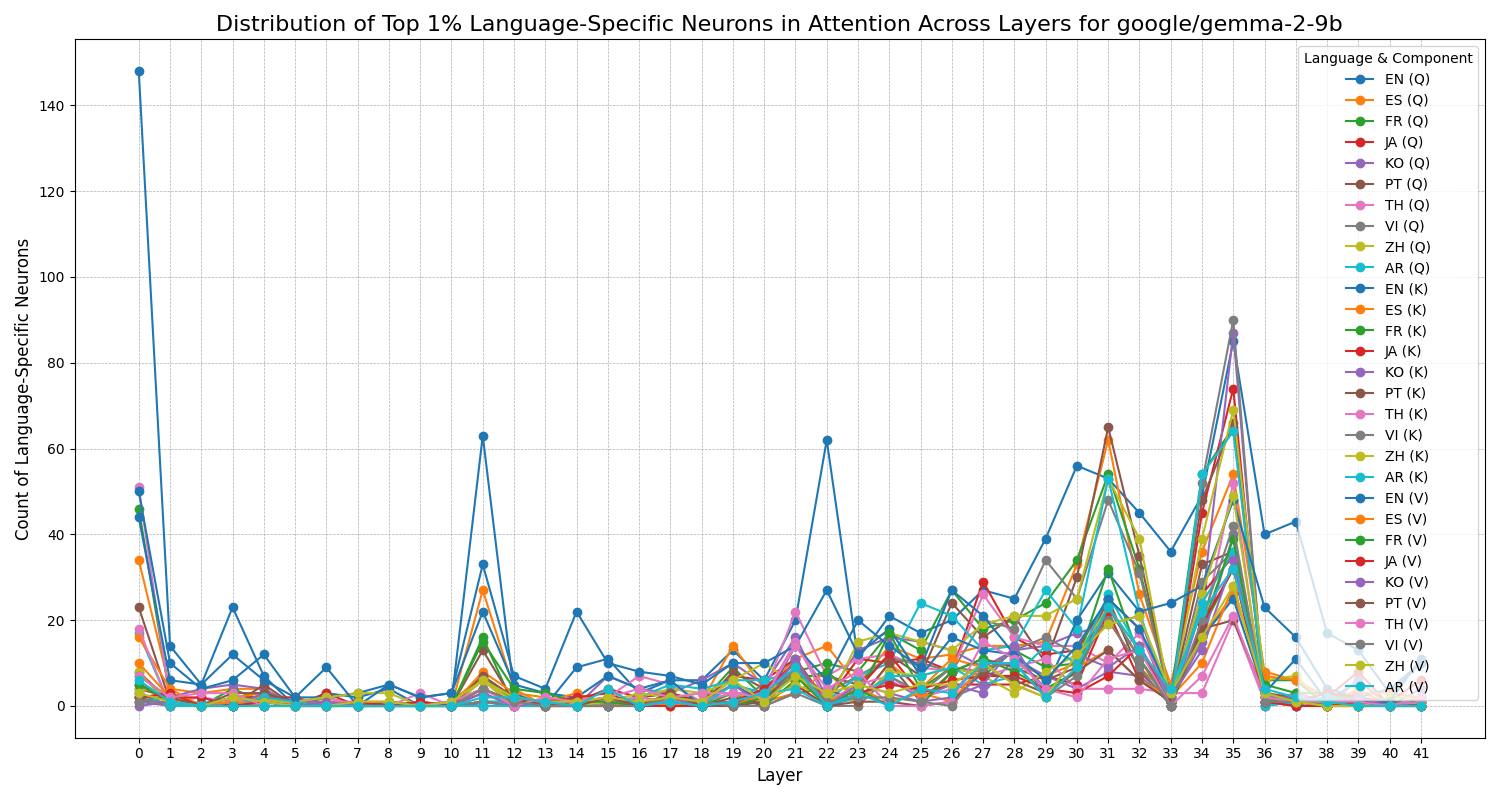 Distribution of Top 1% Language-Specific Neurons in Attention Across Layers for google/gemma-2-9b
Count of Language-Specific Neurons
140
120
100
80
60
40
20
0
0 1 2 3 4 5 6 7 8 9 10 11 12 13 14 15 16 17 18 19 20 21 22 23 24 25 26 27 28 29 30 31 32 33 34 35 36 37 38 39 40 41
Layer
Language & Component
EN (Q)
ES (Q)
FR (Q)
JA (Q)
KO (Q)
PT (Q)
TH (Q)
VI (Q)
ZH (Q)
AR (Q)
EN (K)
ES (K)
FR (K)
JA (K)
KO (K)
PT (K)
TH (K)
VI (K)
ZH (K)
AR (K)
EN (V)
ES (V)
FR (V)
JA (V)
KO (V)
PT (V)
TH (V)
VI (V)
ZH (V)
AR (V)